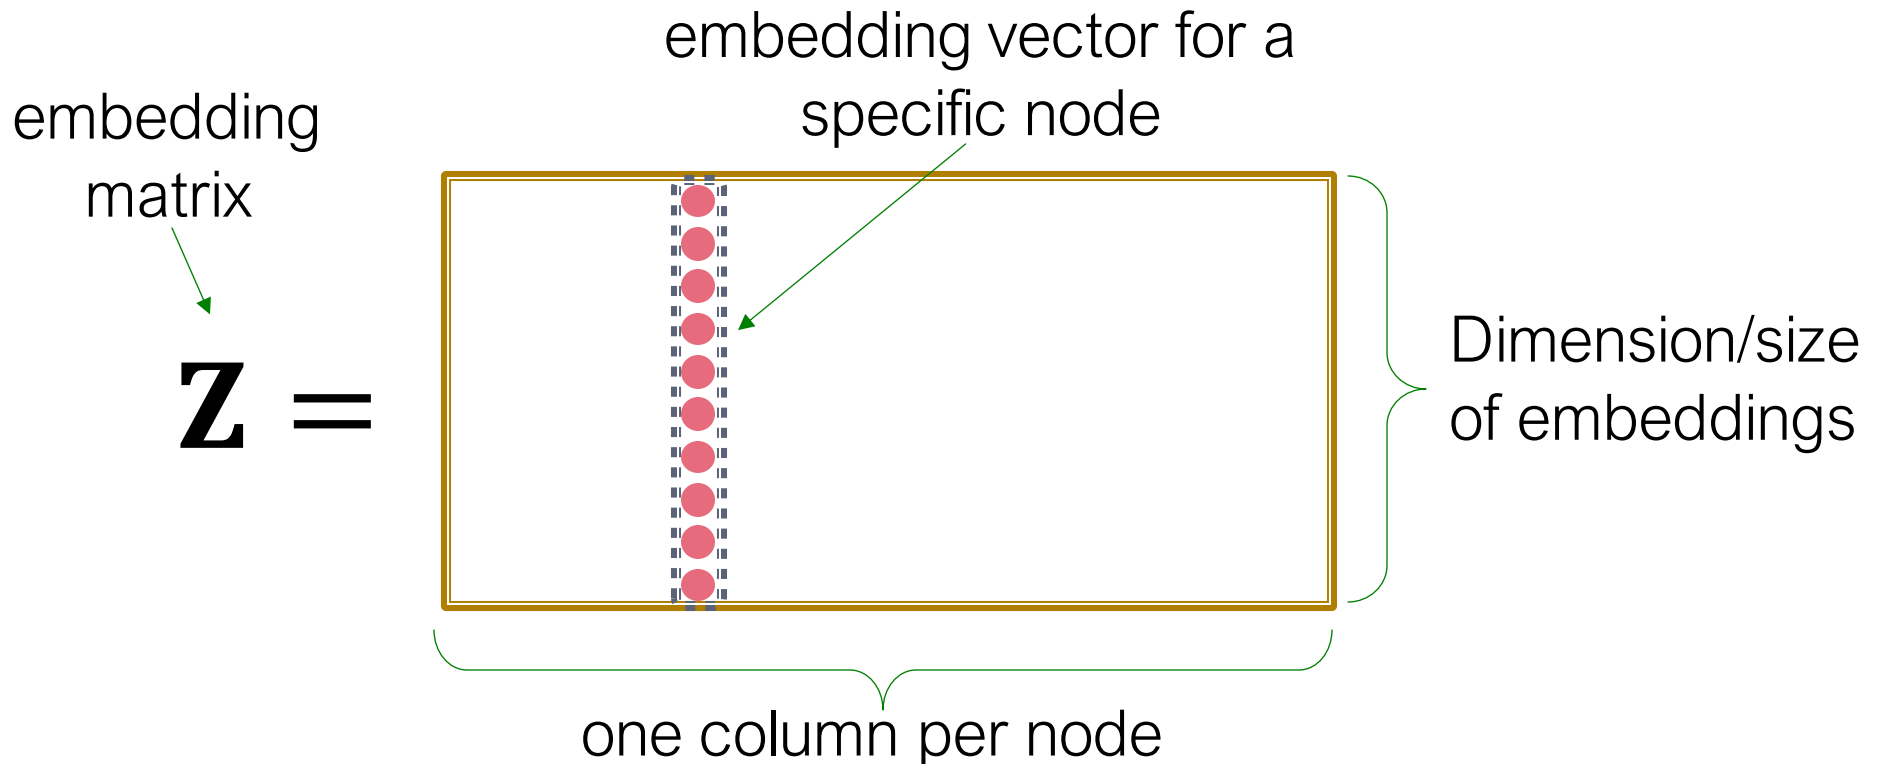 embedding vector for a
specific node
embedding
matrix
Z =
Dimension/size
of embeddings
one column per node